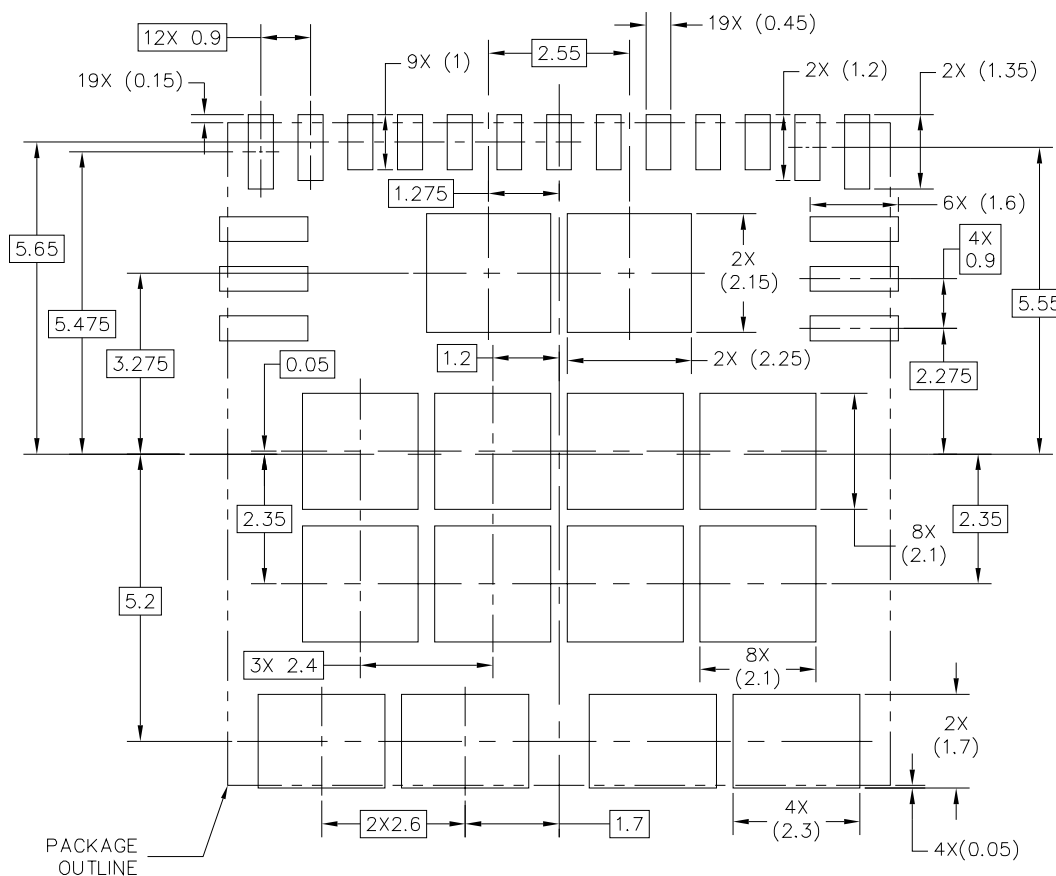 19X (0.45)
12X 0.9
2.55
9X (1)
2X (1.2)
2X (1.35)
19X (0.15)
1.275
6X (1.6)
5.65
4X
0.9
2X
(2.15)
5.55
5.475
3.275
0.05
1.2
2X (2.25)
2.275
2.35
2.35
8X
(2.1)
5.2
3X 2.4
8X
(2.1)
2X
(1.7)
2X2.6
1.7
4X
(2.3)
4X(0.05)
PACKAGE
OUTLINE